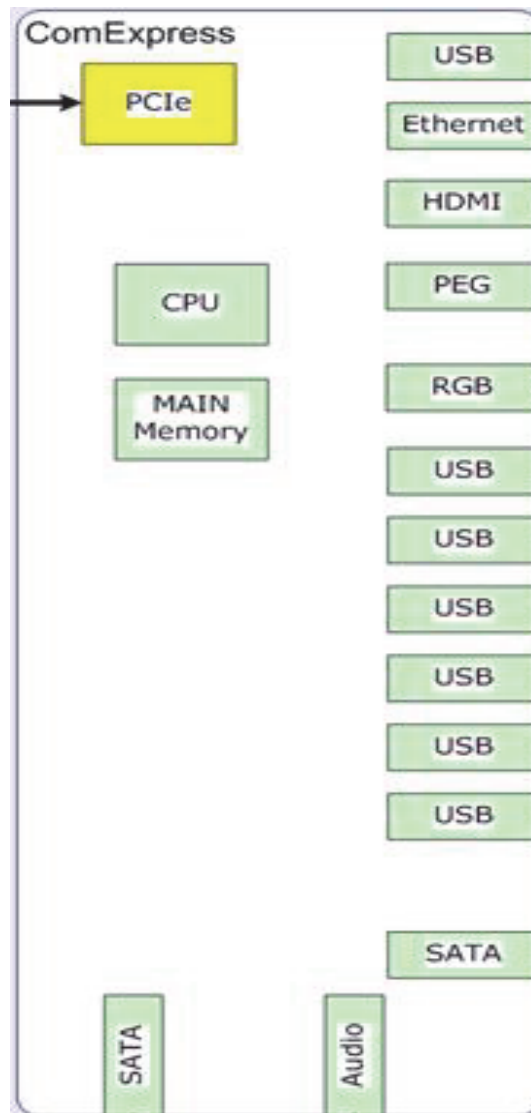 ComExpress
PCIe
USB
Ethernet
HDMI
PEG
CPU
RGB
MAIN
Memory
USB
USB
USB
USB
USB
USB
SATA
SATA
Audio